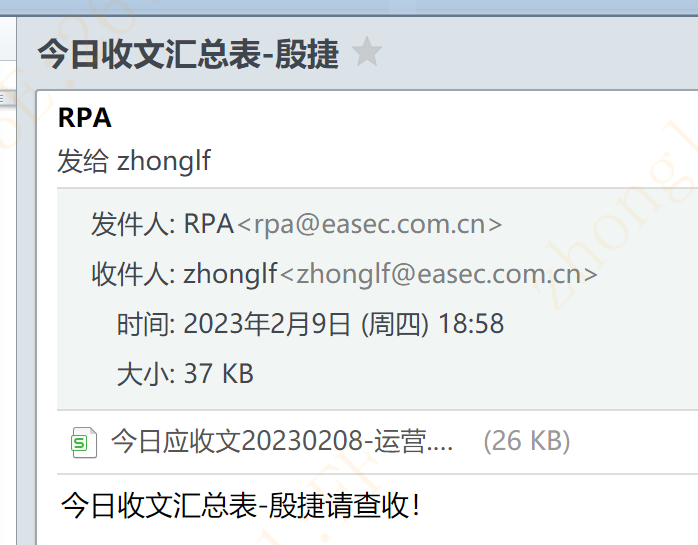 今日收文汇总表-殷捷
RPA
发给 zhonglf
发件人: RPA<rpa@easec.com.cn>
收件人: zhonglf<zhonglf@easec.com.cn>
时间: 2023年2月9日 (周四) 18:58
大小: 37 KB
今日应收文20230208-运营.... (26 KB)
今日收文汇总表-殷捷请查收！